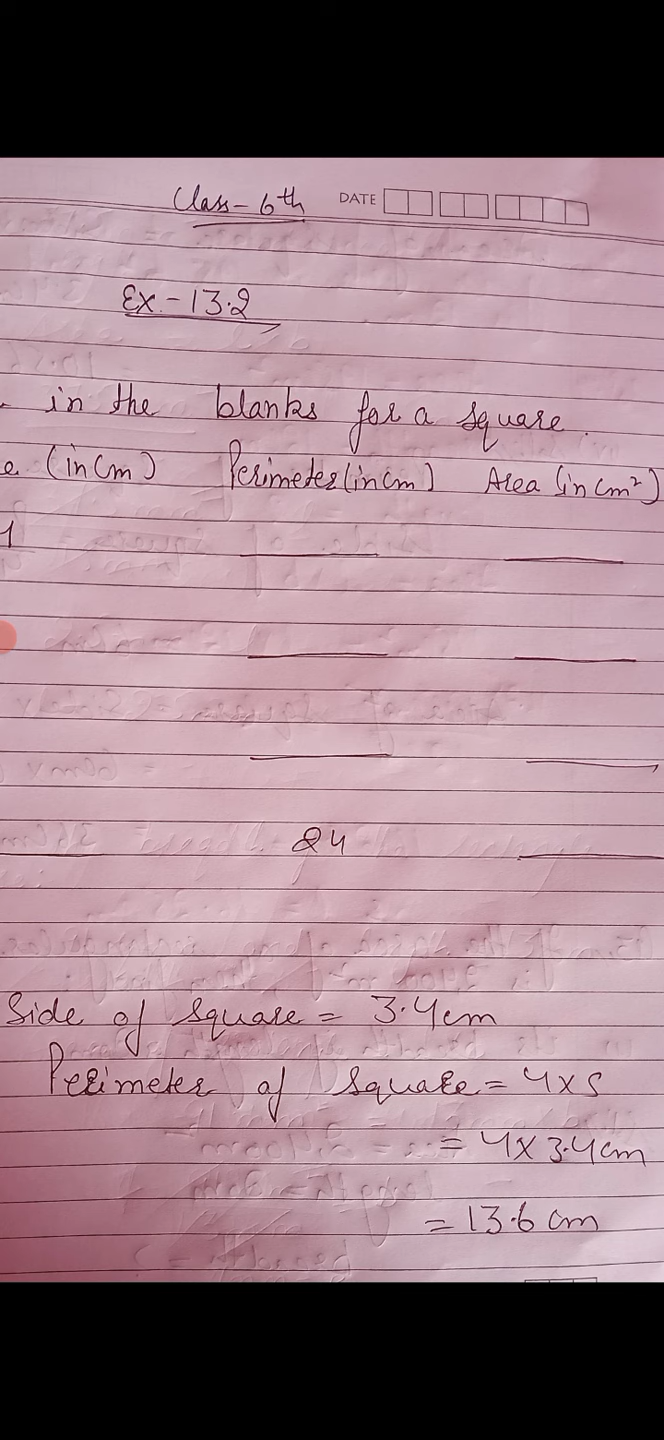 Class - 6th DATE
Ex - 13.2
in the blanks for a square.
e (in cm) Perimeter (in cm) Area (in cm²)
24
Side of square = 3.4cm
Perimeter of square = 4×S
= 4×3.4cm
= 13.6 cm